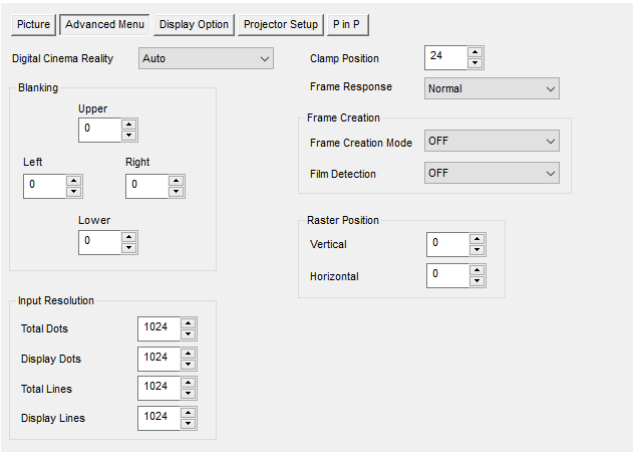 Picture Advanced Menu Display Option Projector Setup P in P
Digital Cinema Reality Auto
Blanking
Upper
0
Left Right
0 0
Lower
0
Input Resolution
Total Dots 1024
Display Dots 1024
Total Lines 1024
Display Lines 1024
Clamp Position 24
Frame Response Normal
Frame Creation
Frame Creation Mode OFF
Film Detection OFF
Raster Position
Vertical 0
Horizontal 0